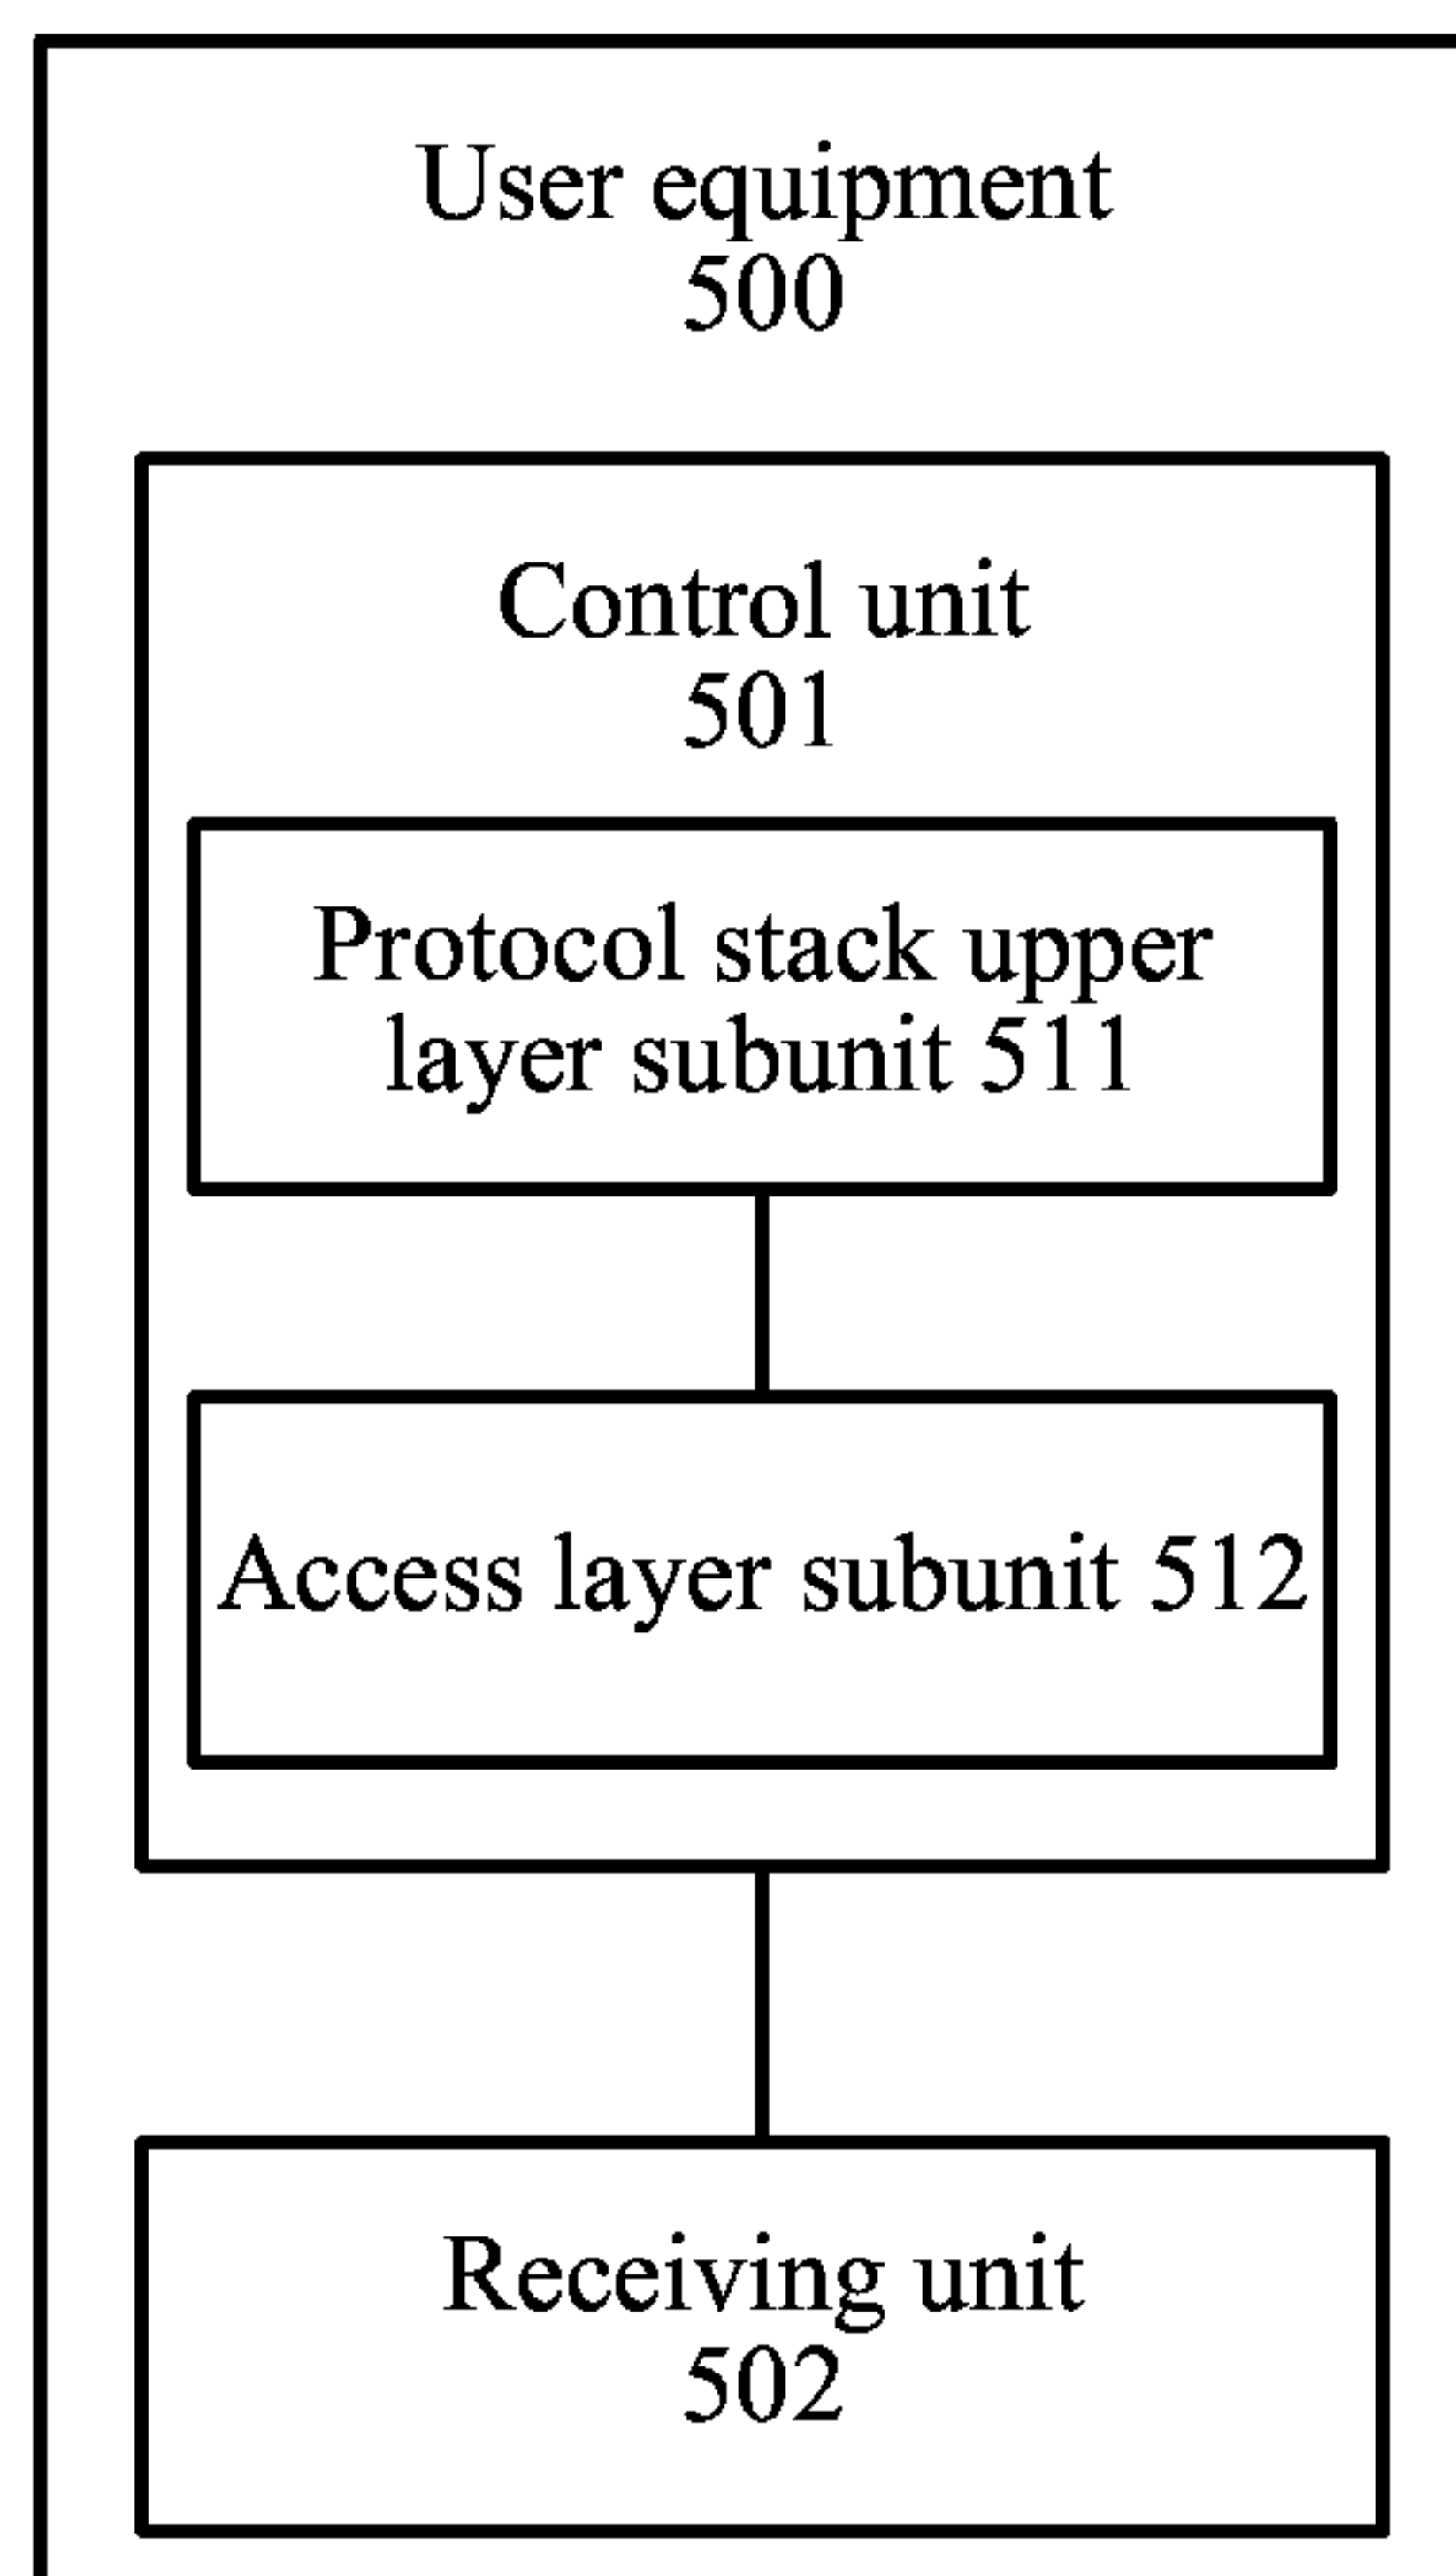 User equipment
500
Control unit
501
Protocol stack upper
layer subunit 511
Access layer subunit 512
Receiving unit
502